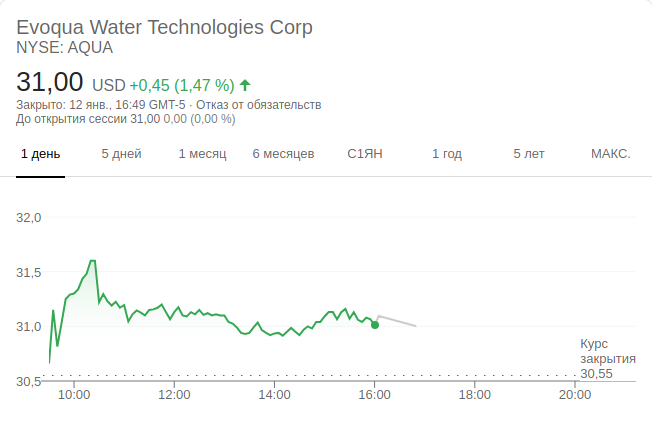 Evoqua Water Technologies Corp
NYSE: AQUA
31,00 USD +0,45 (1,47 %)
Закрыто: 12 янв., 16:49 GMT-5 · Отказ от обязательств
До открытия сессии 31,00 0,00 (0,00 %)
1 день 5 дней 1 месяц 6 месяцев С1ЯН 1 год 5 лет МАКС.
32,0
31,5
31,0
Курс
закрытия
30,55
30,5
10:00 12:00 14:00 16:00 18:00 20:00